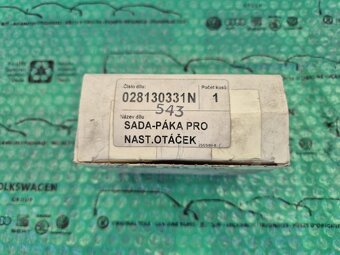 Číslo dílu:
Počet kusů
028130331N
1
543
Název dílu
SADA-PÁKA PRO
NAST.OTÁČEK
VOLKSWAGEN
GROUP